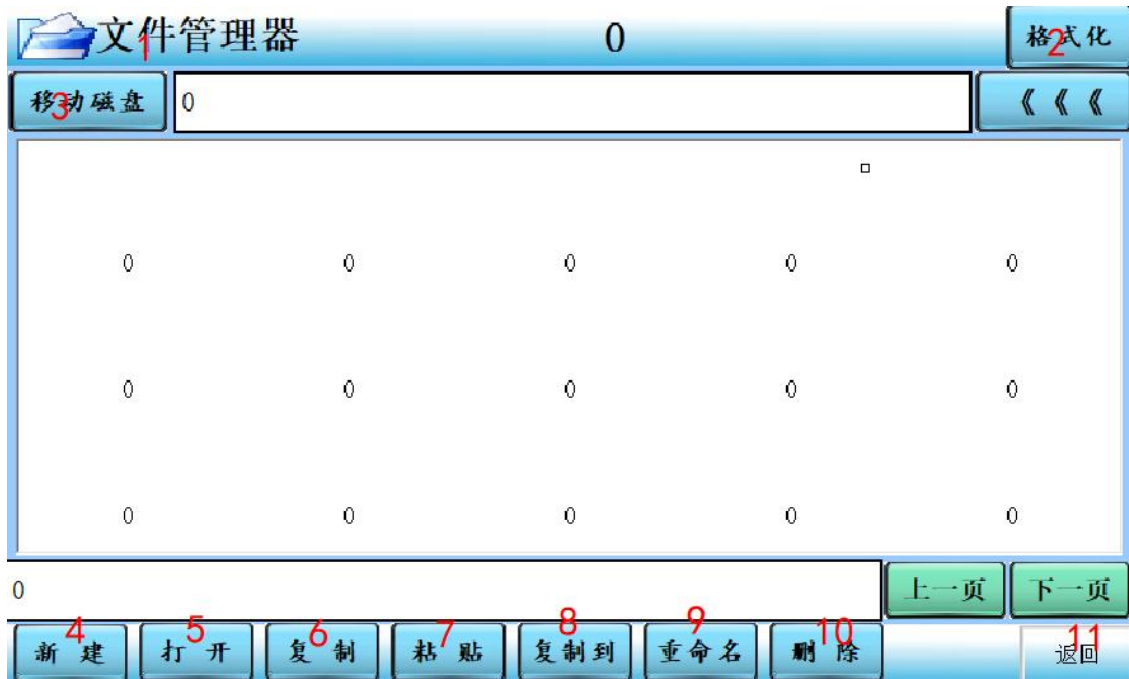 文件管理器 0 格式化
1 2
移动磁盘 0 《 《 《
3
0 0 0 0 0
0 0 0 0 0
0 0 0 0 0
0 上一页 下一页
4 5 6 7 8 9 10 11
新 建 打 开 复 制 粘 贴 复制到 重命名 删 除 返回